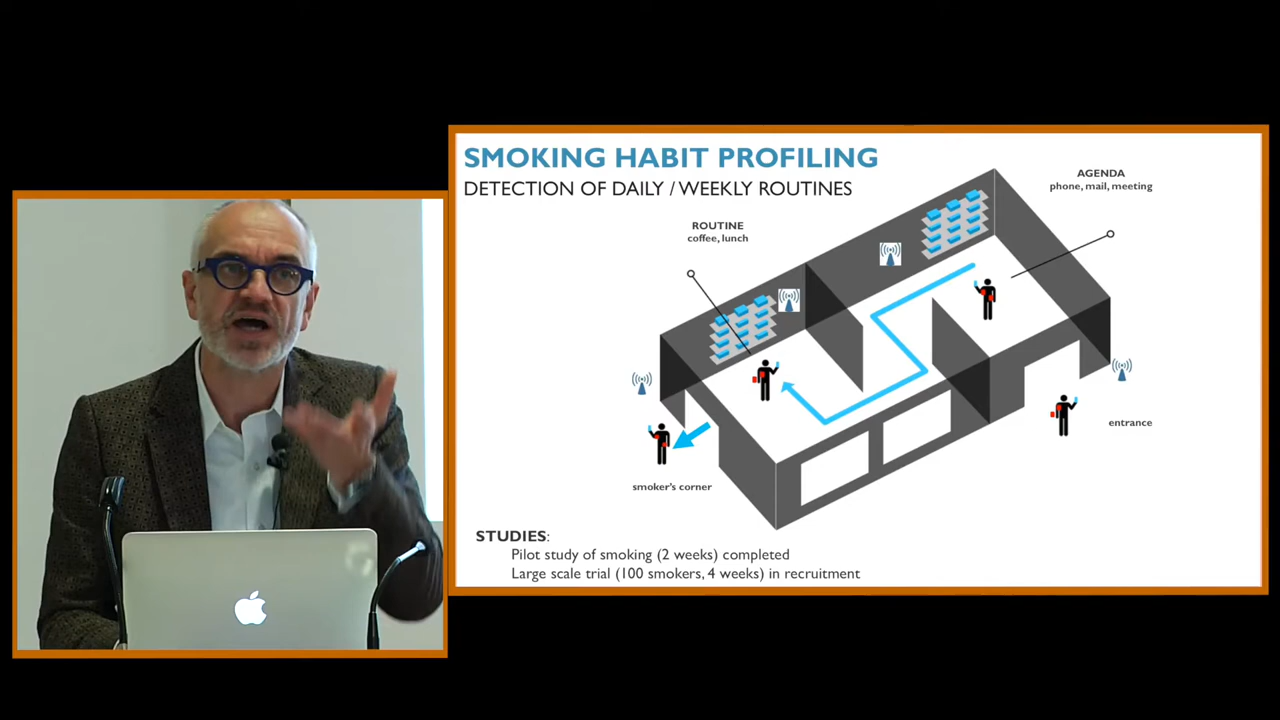 SMOKING HABIT PROFILING
DETECTION OF DAILY / WEEKLY ROUTINES
AGENDA
phone, mail, meeting
ROUTINE
coffee, lunch
entrance
smoker's corner
STUDIES:
Pilot study of smoking (2 weeks) completed
Large scale trial (100 smokers, 4 weeks) in recruitment